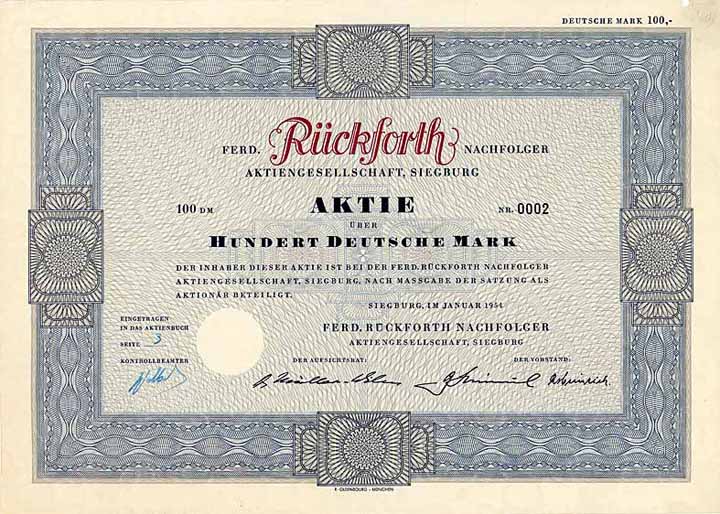 DEUTSCHE MARK 100,-
FERD. Rückforth NACHFOLGER
AKTIENGESELLSCHAFT, SIEGBURG
100 DM AKTIE NR. 0002
ÜBER
HUNDERT DEUTSCHE MARK
DER INHABER DIESER AKTIE IST BEI DER FERD. RÜCKFORTH NACHFOLGER
AKTIENGESELLSCHAFT, SIEGBURG, NACH MASSGABE DER SATZUNG ALS
AKTIONÄR BETEILIGT.
SIEGBURG, IM JANUAR 1954
EINGETRAGEN
IN DAS AKTIENBUCH
SEITE 3
KONTROLLBEAMTER
FERD. RÜCKFORTH NACHFOLGER
AKTIENGESELLSCHAFT, SIEGBURG
DER AUFSICHTSRAT: DER VORSTAND:
R. OLDENBOURG - MÜNCHEN